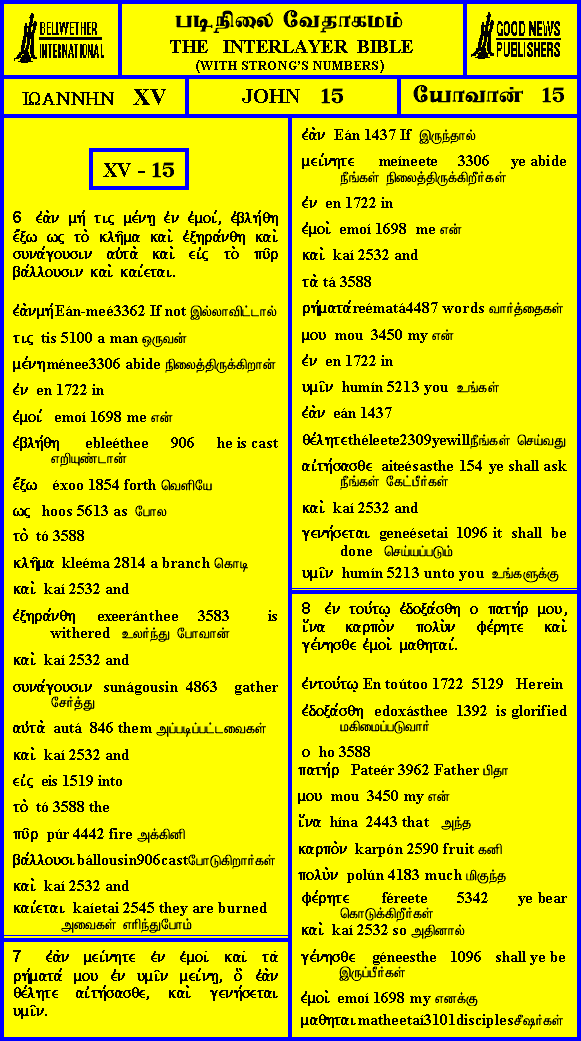 BELLWETHER
INTERNATIONAL
படிநிலை வேதாகமம்
THE INTERLAYER BIBLE
(WITH STRONG'S NUMBERS)
GOOD NEWS
PUBLISHERS
ΙΩΑΝΝΗΝ XV
JOHN 15
யோவான் 15
XV - 15
6 ἐὰν μή τις μένῃ ἐν ἐμοί, ἐβλήθη
ἔξω ως τὸ κλῆμα καὶ ἐξηράνθη καὶ
συνάγουσιν αὐτὰ καὶ εἰς τὸ πῦρ
βάλλουσιν καὶ καίεται.
ἐὰνμή Eán-meé3362 If not இல்லாவிட்டால்
τις tis 5100 a man ஒருவன்
μένῃ ménee3306 abide நிலைத்திருக்கிறான்
ἐν en 1722 in
ἐμοί emoí 1698 me என்
ἐβλήθη ebleéthee 906 he is cast
எறியுண்டான்
ἔξω éxoo 1854 forth வெளியே
ως hoos 5613 as போல
τὸ tó 3588
κλῆμα kleéma 2814 a branch கொடி
καὶ kaí 2532 and
ἐξηράνθη exeeránthee 3583 is
withered உலர்ந்து போவான்
καὶ kaí 2532 and
συνάγουσιν sunágousin 4863 gather
சேர்த்து
αὐτὰ autá 846 them அப்படிப்பட்டவைகள்
καὶ kaí 2532 and
εἰς eis 1519 into
τὸ tó 3588 the
πῦρ púr 4442 fire அக்கினி
βάλλουσι bállousin906cast போடுகிறார்கள்
καὶ kaí 2532 and
καίεται kaíetai 2545 they are burned
அவைகள் எரிந்துபோம்
7 ἐὰν μείνητε ἐν ἐμοὶ καὶ τὰ
ρήματά μου ἐν υμῖν μείνῃ, ὃ ἐὰν
θέλητε αἰτήσασθε, καὶ γενήσεται
υμῖν.
ἐὰν Eán 1437 If இருந்தால்
μείνητε meíneete 3306 ye abide
நீங்கள் நிலைத்திருக்கிறீர்கள்
ἐν en 1722 in
ἐμοὶ emoí 1698 me என்
καὶ kaí 2532 and
τὰ tá 3588
ρήματά reématá4487 words வார்த்தைகள்
μου mou 3450 my என்
ἐν en 1722 in
υμῖν humín 5213 you உங்கள்
ἐὰν eán 1437
θέλητε théleete2309yewill நீங்கள் செய்வது
αἰτήσασθε aiteésasthe 154 ye shall ask
நீங்கள் கேட்பீர்கள்
καὶ kaí 2532 and
γενήσεται geneésetai 1096 it shall be
done செய்யப்படும்
υμῖν humín 5213 unto you உங்களுக்கு
8 ἐν τούτῳ ἐδοξάσθη ο πατήρ μου,
ἵνα καρπὸν πολὺν φέρητε καὶ
γένησθε ἐμοὶ μαθηταί.
ἐντούτῳ En toútoo 1722 5129 Herein
ἐδοξάσθη edoxásthee 1392 is glorified
மகிமைப்படுவார்
ο ho 3588
πατήρ Pateér 3962 Father பிதா
μου mou 3450 my என்
ἵνα hína 2443 that அந்த
καρπὸν karpón 2590 fruit கனி
πολὺν polún 4183 much மிகுந்த
φέρητε féreete 5342 ye bear
கொடுக்கிறீர்கள்
καὶ kaí 2532 so அதினால்
γένησθε géneesthe 1096 shall ye be
இருப்பீர்கள்
ἐμοὶ emoí 1698 my எனக்கு
μαθηται matheetaí3101disciples சீஷர்கள்